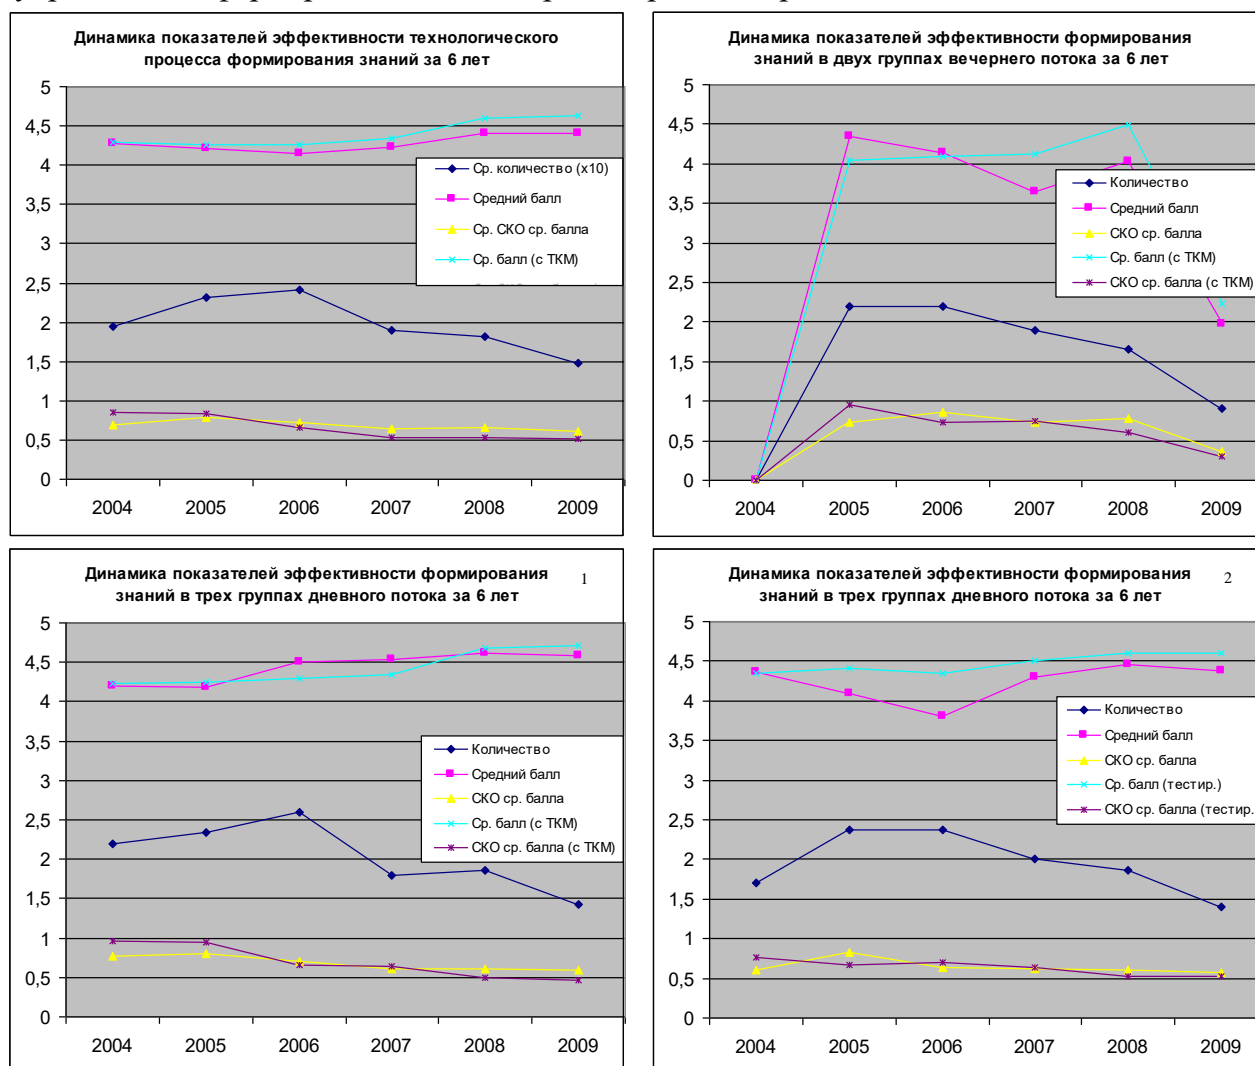 Динамика показателей эффективности технологического
процесса формирования знаний за 6 лет
5
4,5
4
3,5
3
2,5
2
1,5
1
0,5
0
2004 2005 2006 2007 2008 2009
Ср. количество (х10)
Средний балл
Ср. СКО ср. балла
Ср. балл (с ТКМ)
Динамика показателей эффективности формирования
знаний в двух группах вечернего потока за 6 лет
5
4,5
4
3,5
3
2,5
2
1,5
1
0,5
0
2004 2005 2006 2007 2008 2009
Количество
Средний балл
СКО ср. балла
Ср. балл (с ТКМ)
СКО ср. балла (с ТКМ)
Динамика показателей эффективности формирования 1
знаний в трех группах дневного потока за 6 лет
5
4,5
4
3,5
3
2,5
2
1,5
1
0,5
0
2004 2005 2006 2007 2008 2009
Количество
Средний балл
СКО ср. балла
Ср. балл (с ТКМ)
СКО ср. балла (с ТКМ)
Динамика показателей эффективности формирования 2
знаний в трех группах дневного потока за 6 лет
5
4,5
4
3,5
3
2,5
2
1,5
1
0,5
0
2004 2005 2006 2007 2008 2009
Количество
Средний балл
СКО ср. балла
Ср. балл (тестир.)
СКО ср. балла (тестир.